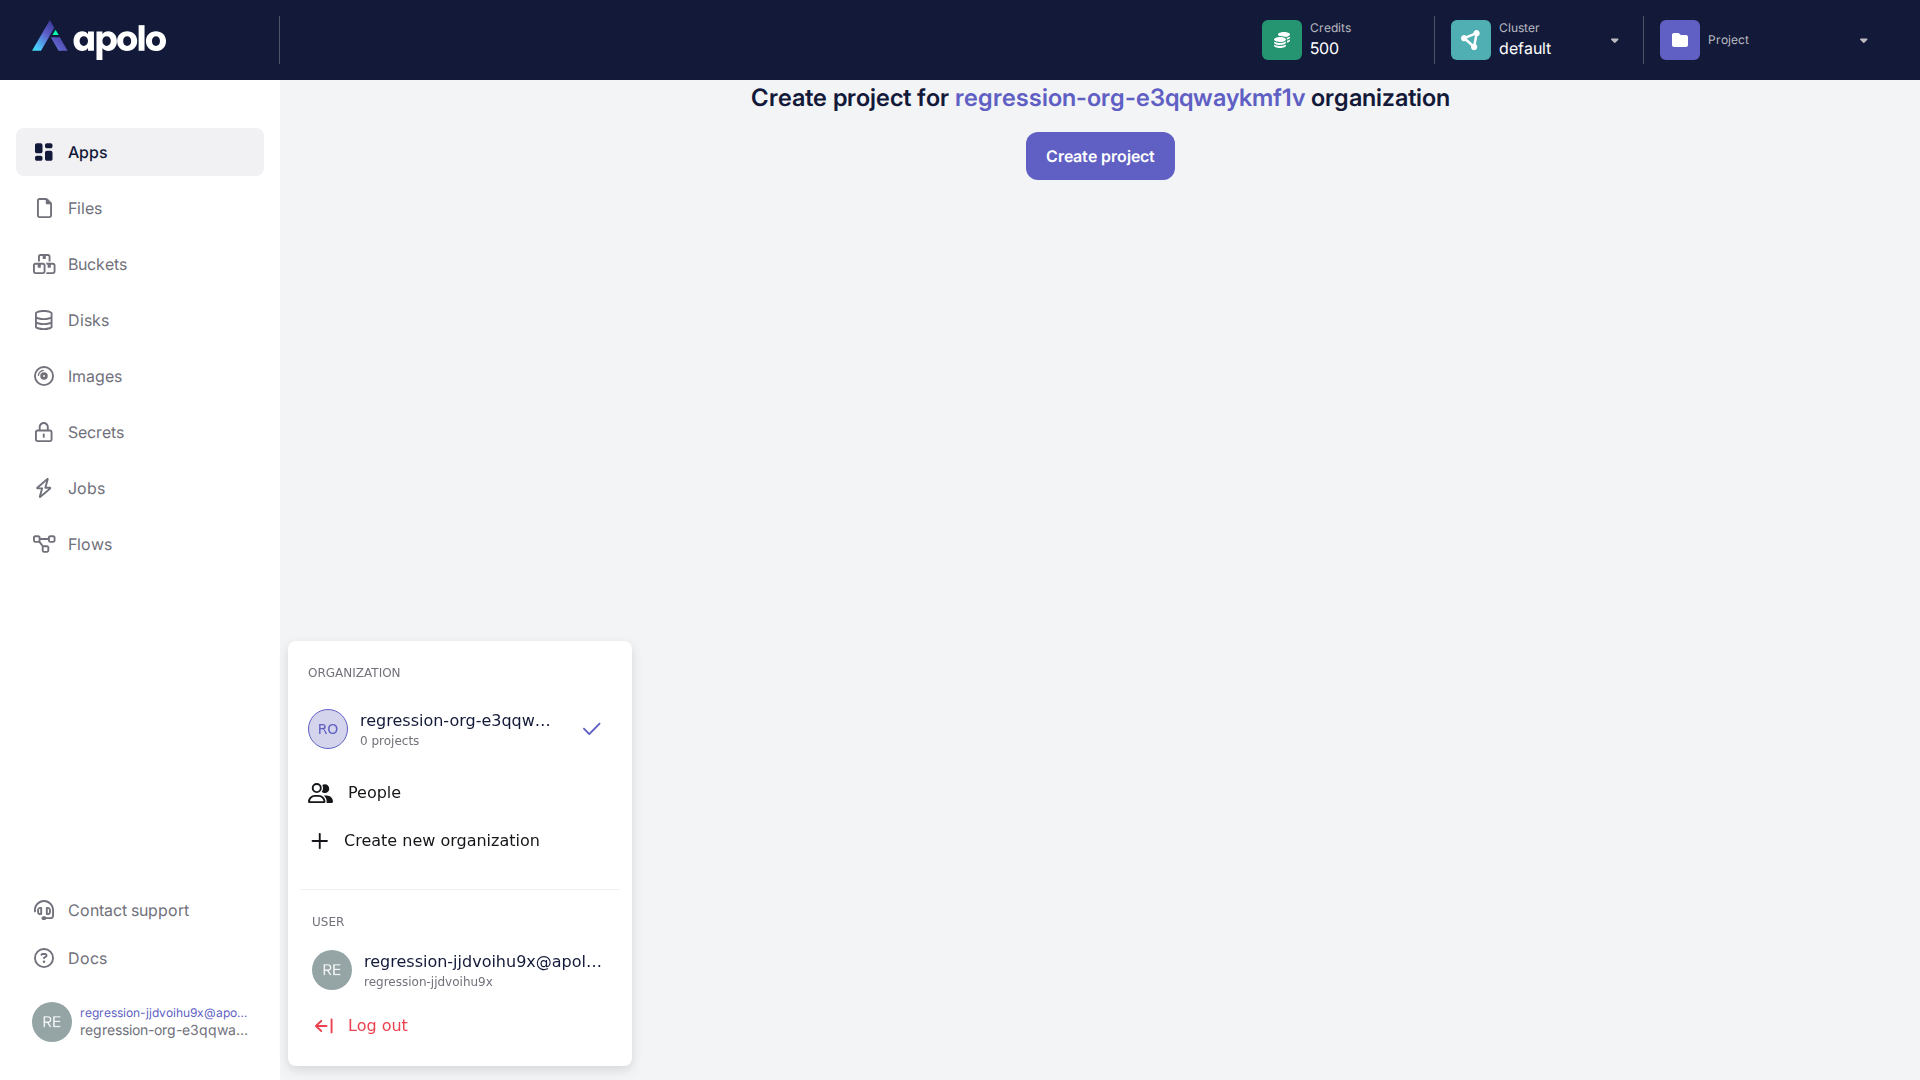 apolo
Credits
500
Cluster
default
Project
Create project for regression-org-e3qqwaykmf1v organization
Create project
Apps
Files
Buckets
Disks
Images
Secrets
Jobs
Flows
ORGANIZATION
RO
regression-org-e3qqw...
0 projects
People
Create new organization
USER
RE
regression-jjdvoihu9x@apol...
regression-jjdvoihu9x
Log out
Contact support
Docs
RE
regression-jjdvoihu9x@apo...
regression-org-e3qqwa...